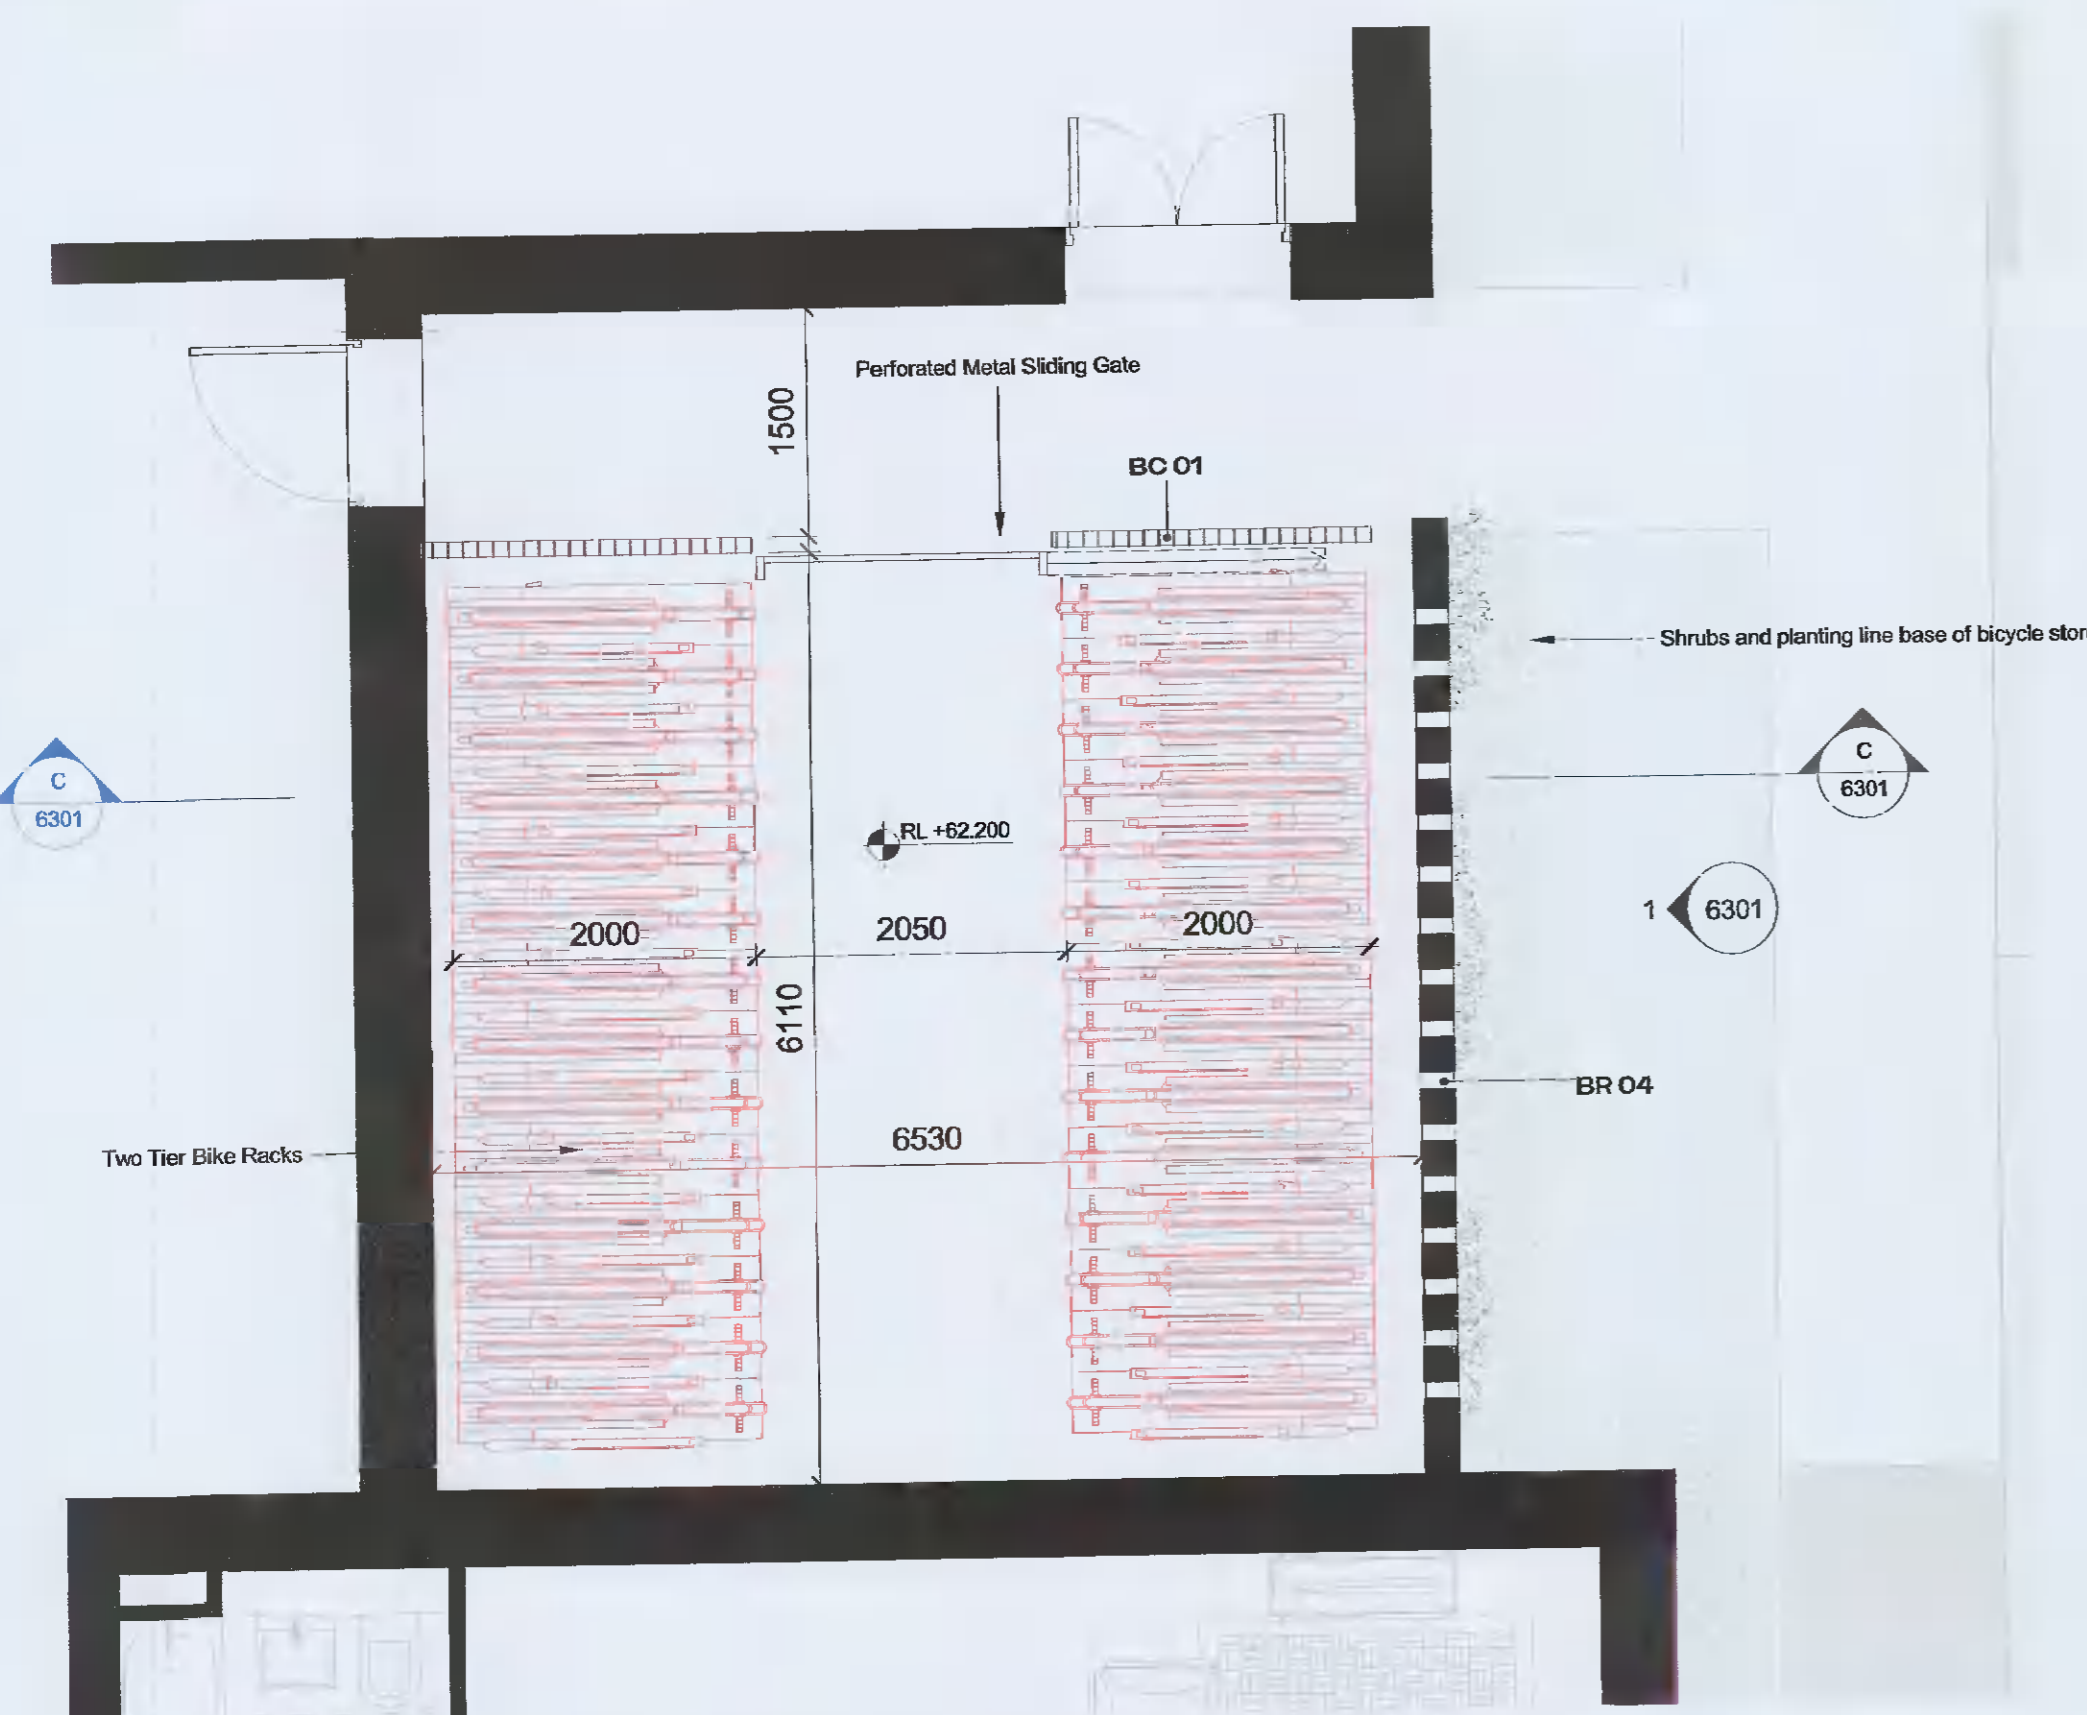 1500
Perforated Metal Sliding Gate
BC 01
Shrubs and planting line base of bicycle stor
C
6301
C
6301
RL +62.200
1
6301
2000
2050
2000
6110
BR 04
6530
Two Tier Bike Racks